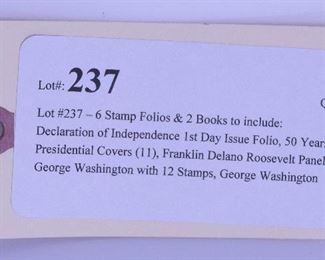 Lot#: 237
Lot #237 – 6 Stamp Folios & 2 Books to include:
Declaration of Independence 1st Day Issue Folio, 50 Years
Presidential Covers (11), Franklin Delano Roosevelt Panel
George Washington with 12 Stamps, George Washington